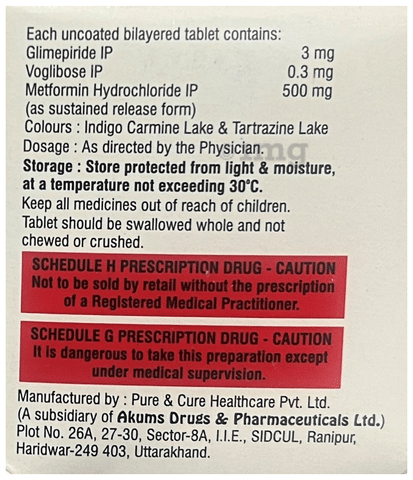 Each uncoated bilayered tablet contains:
Glimepiride IP 3 mg
Voglibose IP 0.3 mg
Metformin Hydrochloride IP 500 mg
(as sustained release form)
Colours : Indigo Carmine Lake & Tartrazine Lake
Dosage : As directed by the Physician.
Storage : Store protected from light & moisture,
at a temperature not exceeding 30°C.
Keep all medicines out of reach of children.
Tablet should be swallowed whole and not
chewed or crushed.
SCHEDULE H PRESCRIPTION DRUG - CAUTION
Not to be sold by retail without the prescription
of a Registered Medical Practitioner.
SCHEDULE G PRESCRIPTION DRUG - CAUTION
It is dangerous to take this preparation except
under medical supervision.
Manufactured by : Pure & Cure Healthcare Pvt. Ltd.
(A subsidiary of Akums Drugs & Pharmaceuticals Ltd.)
Plot No. 26A, 27-30, Sector-8A, I.I.E., SIDCUL, Ranipur,
Haridwar-249 403, Uttarakhand.